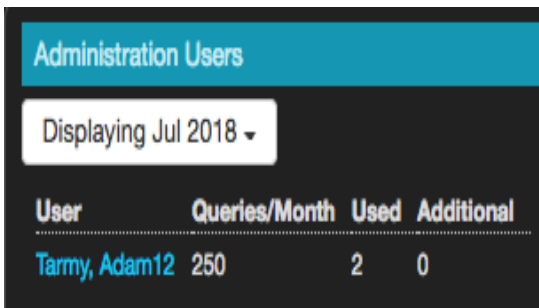 Administration Users
Displaying Jul 2018
User Queries/Month Used Additional
Tarmy, Adam12 250 2 0